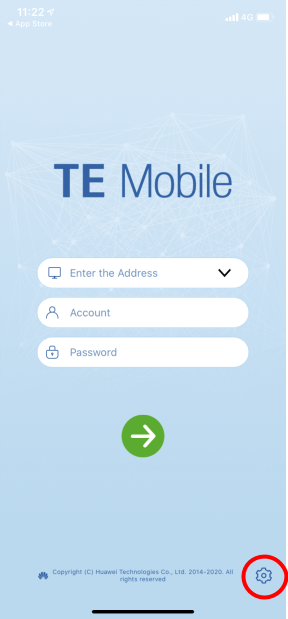 11:22
4G
App Store
TE Mobile
Enter the Address
Account
Password
Copyright (C) Huawei Technologies Co., Ltd. 2014-2020. All
rights reserved